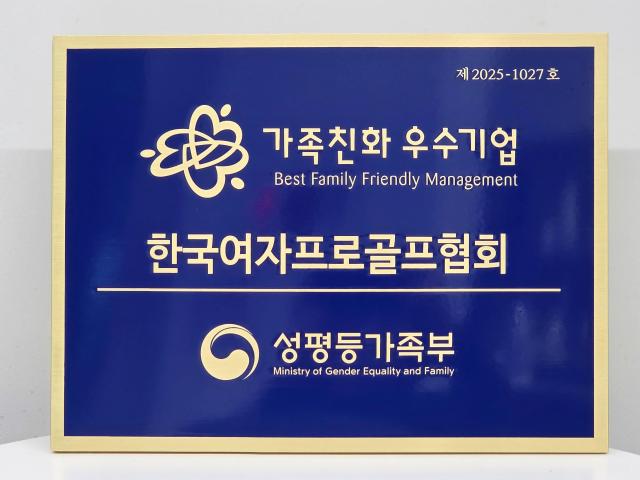 제 2025-1027 호
가족친화 우수기업
Best Family Friendly Management
한국여자프로골프협회
성평등가족부
Ministry of Gender Equality and Family